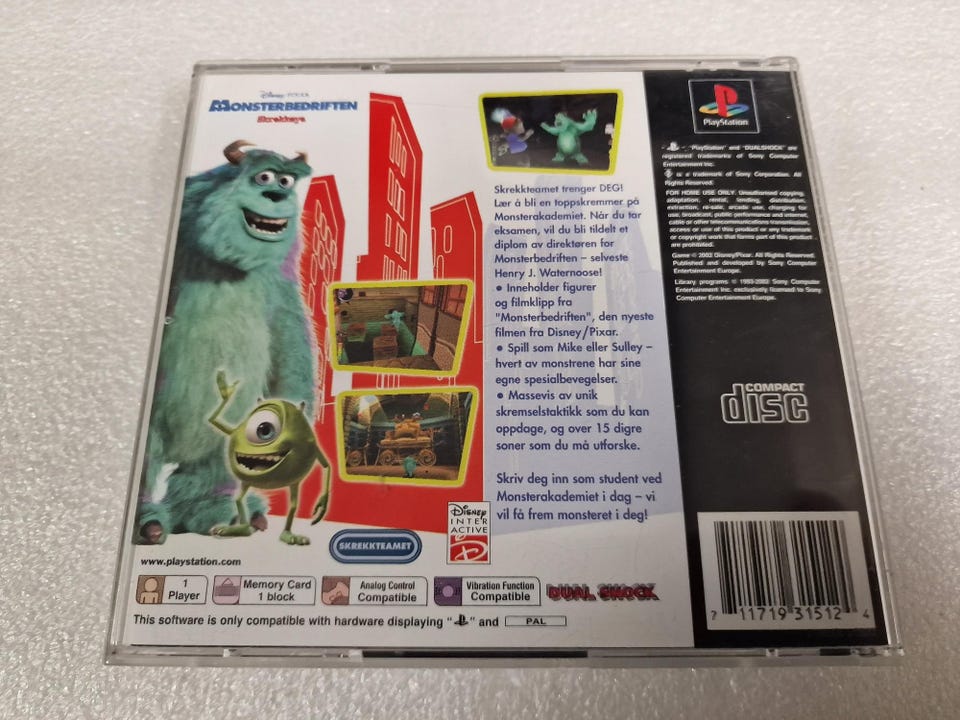 Disney PIXAR
MONSTERBEDRIFTEN
Skrekkøya
Skrekkteamet trenger DEG!
Lær å bli en toppskremmer på
Monsterakademiet. Når du tar
eksamen, vil du bli tildelt et
diplom av direktøren for
Monsterbedriften – selveste
Henry J. Waternoose!
• Inneholder figurer
og filmklipp fra
"Monsterbedriften", den nyeste
filmen fra Disney/Pixar.
• Spill som Mike eller Sulley –
hvert av monstrene har sine
egne spesialbevegelser.
• Massevis av unik
skremselstaktikk som du kan
oppdage, og over 15 digre
soner som du må utforske.
Skriv deg inn som student ved
Monsterakademiet i dag – vi
vil få frem monsteret i deg!
SKREKKTEAMET
Disney
INTER
ACTIVE
D
www.playstation.com
1
Player
Memory Card
1 block
Analog Control
Compatible
Vibration Function
Compatible
DUAL SHOCK
This software is only compatible with hardware displaying " " and PAL
PlayStation
" ", "PlayStation" and "DUALSHOCK" are
registered trademarks of Sony Computer
Entertainment Inc.
is a trademark of Sony Corporation. All
Rights Reserved.
FOR HOME USE ONLY. Unauthorised copying,
adaptation, rental, lending, distribution,
extraction, re-sale, arcade use, charging for
use, broadcast, public performance and internet,
cable or other telecommunications transmission,
access or use of this product or any trademark
or copyright work that forms part of this product
are prohibited.
Game © 2002 Disney/Pixar. All Rights Reserved.
Published and developed by Sony Computer
Entertainment Europe.
Library programs © 1993-2002 Sony Computer
Entertainment Inc. exclusively licensed to Sony
Computer Entertainment Europe.
COMPACT
disc
7 11719 31512 4